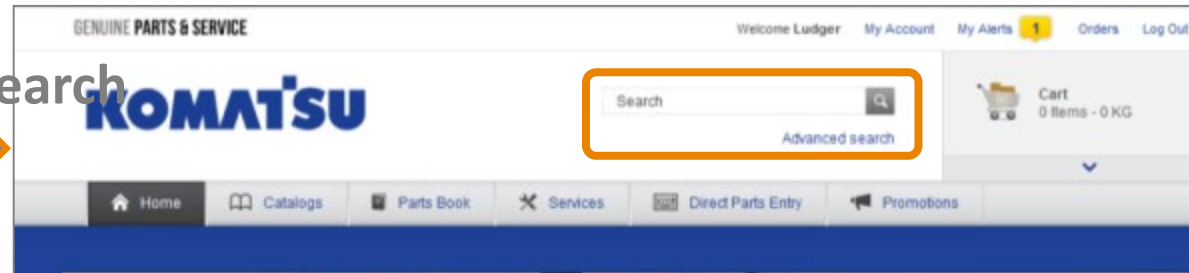 GENUINE PARTS & SERVICE
Welcome Ludger My Account My Alerts 1 Orders Log Out
earch
KOMATSU
Search
Advanced search
Cart
0 Items - 0 KG
Home Catalogs Parts Book Services Direct Parts Entry Promotions